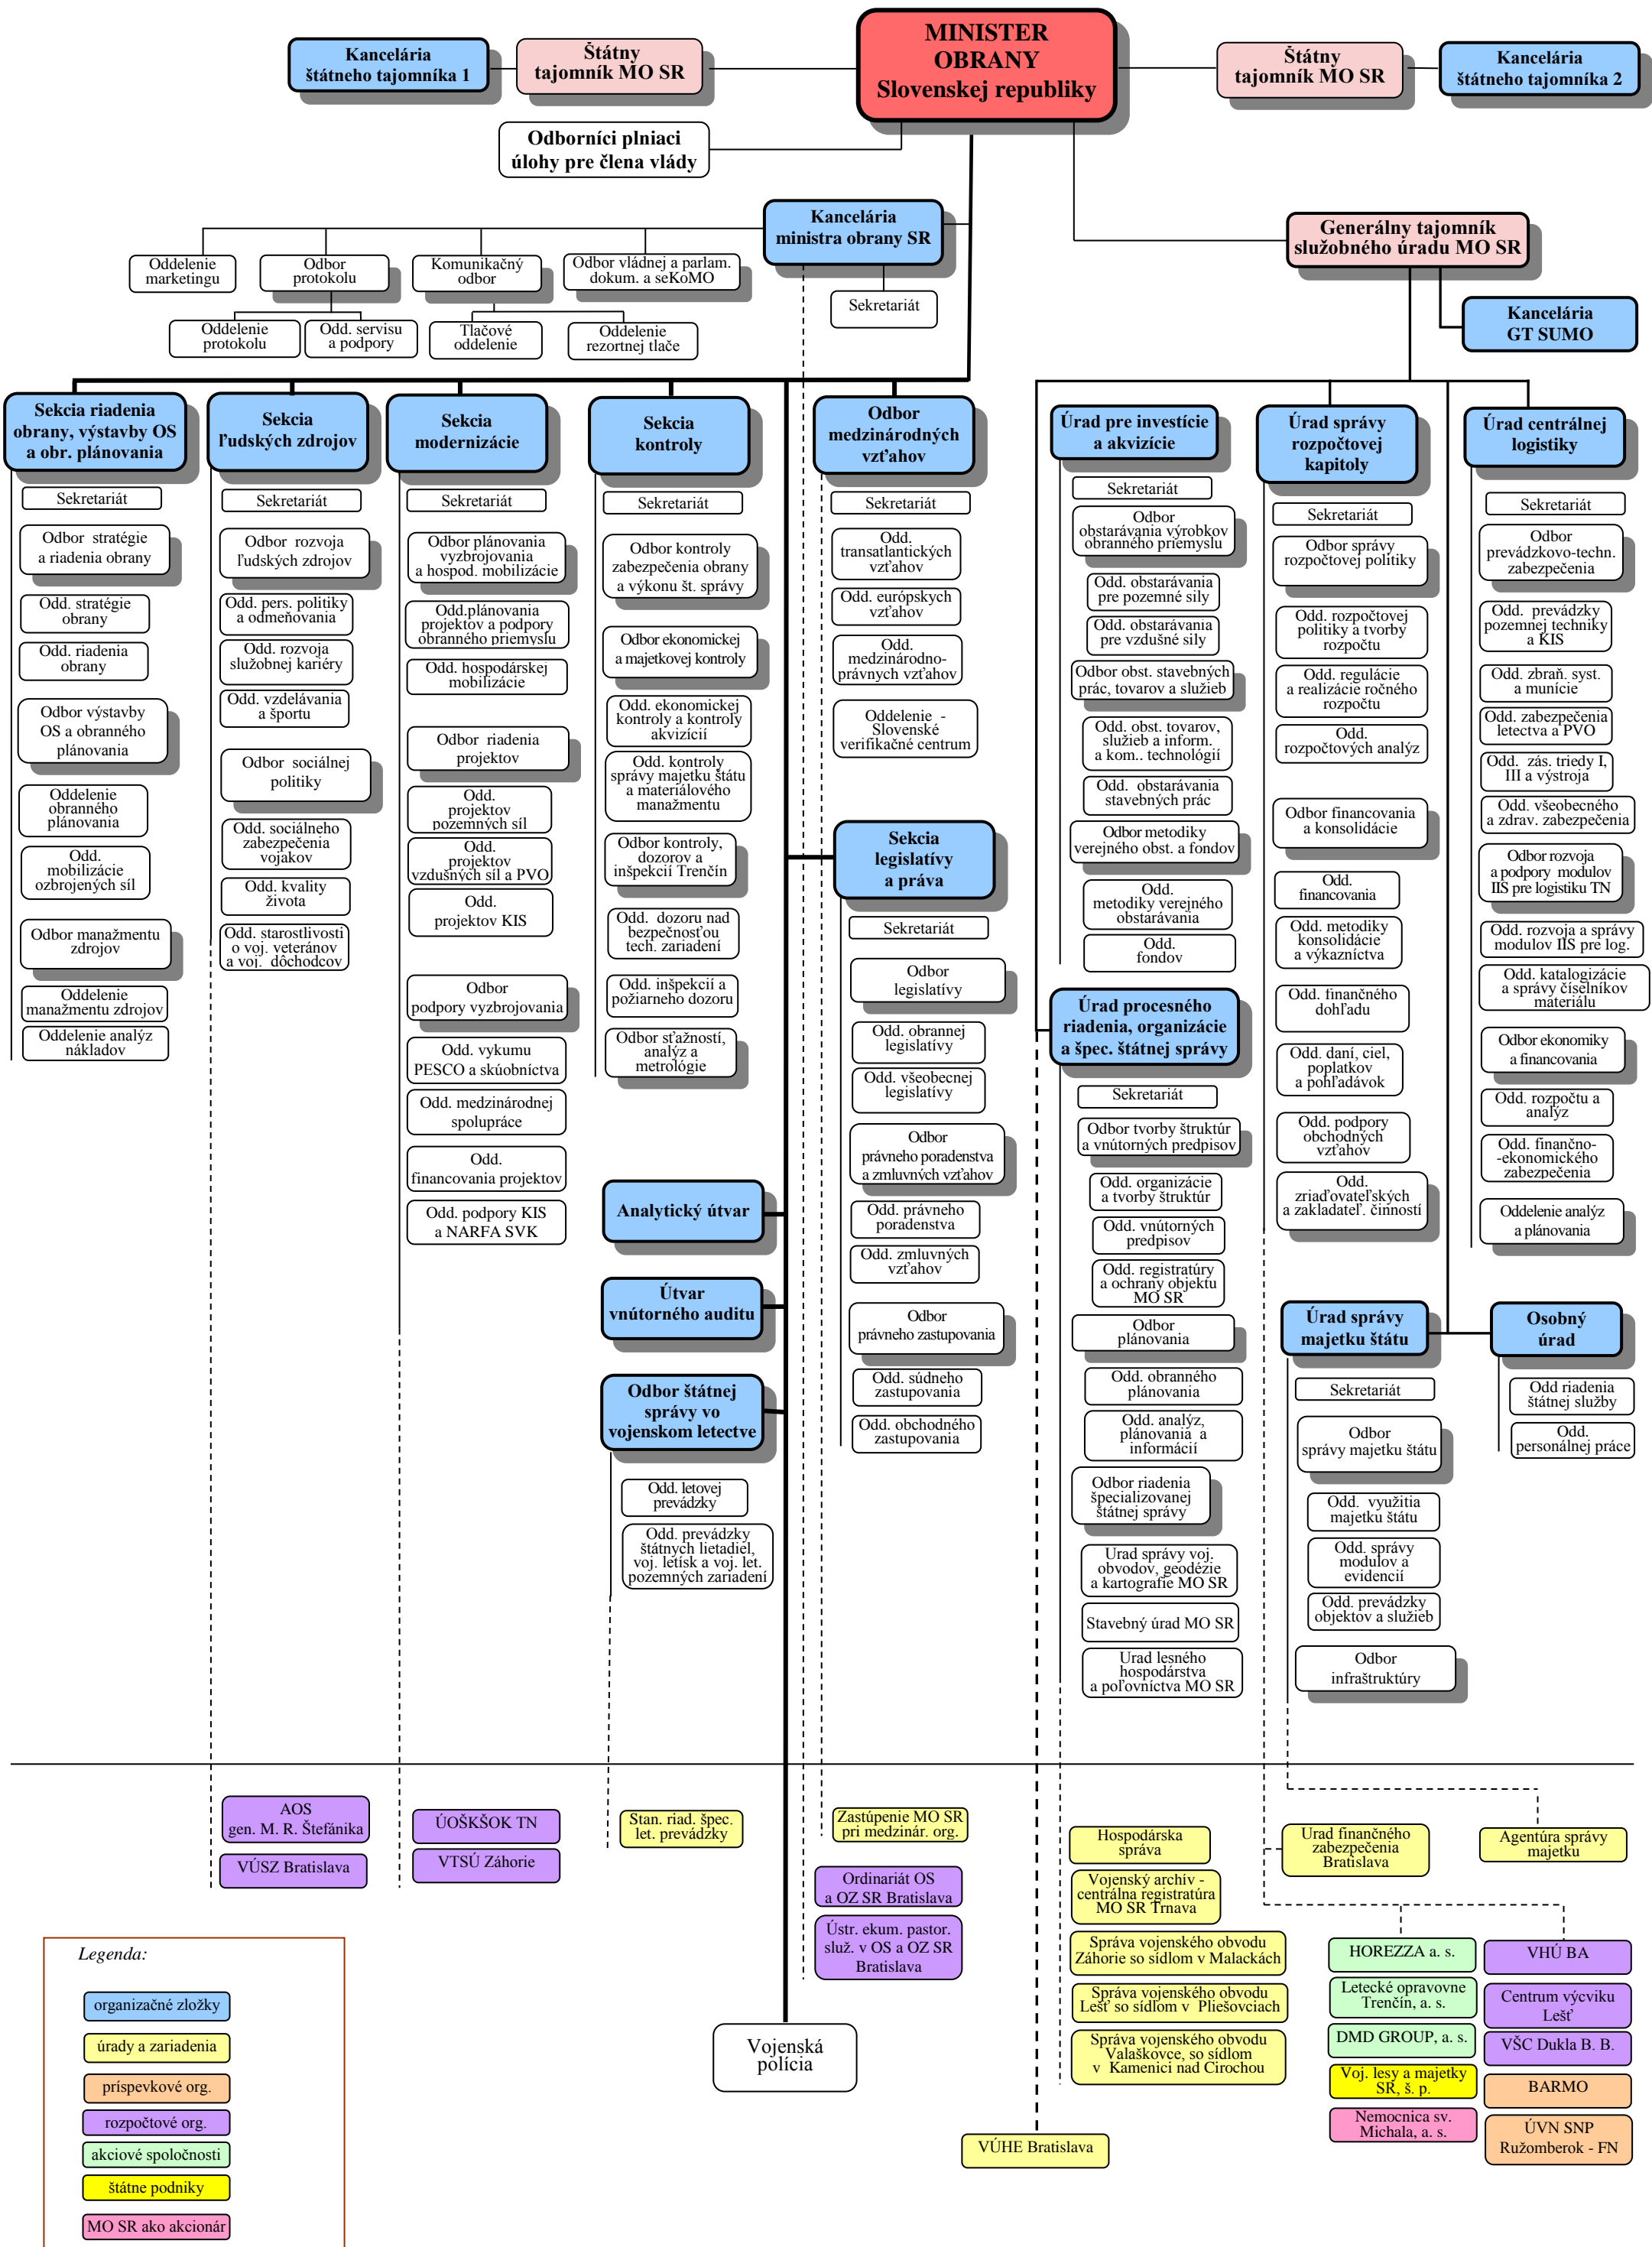 MINISTER
OBRANY
Slovenskej republiky
Kancelária
štátneho tajomníka 1
Štátny
tajomník MO SR
Štátny
tajomník MO SR
Kancelária
štátneho tajomníka 2
Odborníci plniaci
úlohy pre člena vlády
Kancelária
ministra obrany SR
Generálny tajomník
služobného úradu MO SR
Kancelária
GT SUMO
Oddelenie
marketingu
Odbor
protokolu
Komunikačný
odbor
Odbor vládnej a parlam.
dokum. a seKoMO
Sekretariát
Oddelenie
protokolu
Odd. servisu
a podpory
Tlačové
oddelenie
Oddelenie
rezortnej tlače
Sekcia riadenia
obrany, výstavby OS
a obr. plánovania
Sekretariát
Odbor stratégie
a riadenia obrany
Odd. stratégie
obrany
Odd. riadenia
obrany
Odbor výstavby
OS a obranného
plánovania
Oddelenie
obranného
plánovania
Odd.
mobilizácie
ozbrojených síl
Odbor manažmentu
zdrojov
Oddelenie
manažmentu zdrojov
Oddelenie analýz
nákladov
Sekcia
ľudských zdrojov
Sekretariát
Odbor rozvoja
ľudských zdrojov
Odd. pers. politiky
a odmeňovania
Odd. rozvoja
služobnej kariéry
Odd. vzdelávania
a športu
Odbor sociálnej
politiky
Odd. sociálneho
zabezpečenia
vojakov
Odd. kvality
života
Odd. starostlivosti
o voj. veteránov
a voj. dôchodcov
Sekcia
modernizácie
Sekretariát
Odbor plánovania
vyzbrojovania
a hospod. mobilizácie
Odd.plánovania
projektov a podpory
obranného priemyslu
Odd. hospodárskej
mobilizácie
Odbor riadenia
projektov
Odd.
projektov
pozemných síl
Odd.
projektov
vzdušných síl a PVO
Odd.
projektov KIS
Odbor
podpory vyzbrojovania
Odd. vykumu
PESCO a skúobníctva
Odd. medzinárodnej
spolupráce
Odd.
financovania projektov
Odd. podpory KIS
a NARFA SVK
Sekcia
kontroly
Sekretariát
Odbor kontroly
zabezpečenia obrany
a výkonu št. správy
Odbor ekonomickej
a majetkovej kontroly
Odd. ekonomickej
kontroly a kontroly
akvizícií
Odd. kontroly
správy majetku štátu
a materiálového
manažmentu
Odbor kontroly,
dozorov a
inšpekcií Trenčín
Odd. dozoru nad
bezpečnosťou
tech. zariadení
Odd. inšpekcií a
požiarneho dozoru
Odbor sťažností,
analýz a
metrológie
Analytický útvar
Útvar
vnútorného auditu
Odbor štátnej
správy vo
vojenskom letectve
Odd. letovej
prevádzky
Odd. prevádzky
štátnych lietadiel,
voj. letísk a voj. let.
pozemných zariadení
Odbor
medzinárodných
vzťahov
Sekretariát
Odd.
transatlantických
vzťahov
Odd. európskych
vzťahov
Odd.
medzinárodno-
právnych vzťahov
Oddelenie -
Slovenské
verifikačné centrum
Sekcia
legislatívy
a práva
Sekretariát
Odbor
legislatívy
Odd. obrannej
legislatívy
Odd. všeobecnej
legislatívy
Odbor
právneho poradenstva
a zmluvných vzťahov
Odd. právneho
poradenstva
Odd. zmluvných
vzťahov
Odbor
právneho zastupovania
Odd. súdneho
zastupovania
Odd. obchodného
zastupovania
Úrad pre investície
a akvizície
Sekretariát
Odbor
obstarávania výrobkov
obranného priemyslu
Odd. obstarávania
pre pozemné sily
Odd. obstarávania
pre vzdušné sily
Odbor obst. stavebných
prác, tovarov a služieb
Odd. obst. tovarov,
služieb a inform.
a kom.. technológií
Odd. obstarávania
stavebných prác
Odbor metodiky
verejného obst. a fondov
Odd.
metodiky verejného
obstarávania
Odd.
fondov
Úrad procesného
riadenia, organizácie
a špec. štátnej správy
Sekretariát
Odbor tvorby štruktúr
a vnútorných predpisov
Odd. organizácie
a tvorby štruktúr
Odd. vnútorných
predpisov
Odd. registratúry
a ochrany objektu
MO SR
Odbor
plánovania
Odd. obranného
plánovania
Odd. analýz,
plánovania a
informácií
Odbor riadenia
špecializovanej
štátnej správy
Urad správy voj.
obvodov, geodézie
a kartografie MO SR
Stavebný úrad MO SR
Urad lesného
hospodárstva
a poľovníctva MO SR
Úrad správy
rozpočtovej
kapitoly
Sekretariát
Odbor správy
rozpočtovej politiky
Odd. rozpočtovej
politiky a tvorby
rozpočtu
Odd. regulácie
a realizácie ročného
rozpočtu
Odd.
rozpočtových analýz
Odbor financovania
a konsolidácie
Odd.
financovania
Odd. metodiky
konsolidácie
a výkazníctva
Odd. finančného
dohľadu
Odd. daní, ciel,
poplatkov
a pohľadávok
Odd. podpory
obchodných
vzťahov
Odd.
zriaďovateľských
a zakladateľ. činností
Úrad centrálnej
logistiky
Sekretariát
Odbor
prevádzkovo-techn.
zabezpečenia
Odd. prevádzky
pozemnej techniky
a KIS
Odd. zbraň. syst.
a munície
Odd. zabezpečenia
letectva a PVO
Odd. zás. triedy I,
III a výstroja
Odd. všeobecného
a zdrav. zabezpečenia
Odbor rozvoja
a podpory modulov
IIS pre logistiku TN
Odd. rozvoja a správy
modulov IIS pre log.
Odd. katalogizácie
a správy číselníkov
materiálu
Odbor ekonomiky
a financovania
Odd. rozpočtu a
analýz
Odd. finančno-
-ekonomického
zabezpečenia
Oddelenie analýz
a plánovania
Úrad správy
majetku štátu
Sekretariát
Odbor
správy majetku štátu
Odd. využitia
majetku štátu
Odd. správy
modulov a
evidencií
Odd. prevádzky
objektov a služieb
Odbor
infraštruktúry
Osobný
úrad
Odd riadenia
štátnej služby
Odd.
personálnej práce
AOS
gen. M. R. Štefánika
VÚSZ Bratislava
ÚOŠKŠOK TN
VTSÚ Záhorie
Stan. riad. špec.
let. prevádzky
Zastúpenie MO SR
pri medzinár. org.
Ordinariát OS
a OZ SR Bratislava
Ústr. ekum. pastor.
služ. v OS a OZ SR
Bratislava
Hospodárska
správa
Vojenský archív -
centrálna registratúra
MO SR Trnava
Správa vojenského obvodu
Záhorie so sídlom v Malackách
Správa vojenského obvodu
Lešť so sídlom v Pliešovciach
Správa vojenského obvodu
Valaškovce, so sídlom
v Kamenici nad Cirochou
Urad finančného
zabezpečenia
Bratislava
Agentúra správy
majetku
HOREZZA a. s.
Letecké opravovne
Trenčín, a. s.
DMD GROUP, a. s.
Voj. lesy a majetky
SR, š. p.
Nemocnica sv.
Michala, a. s.
VHÚ BA
Centrum výcviku
Lešť
VŠC Dukla B. B.
BARMO
ÚVN SNP
Ružomberok - FN
Vojenská
polícia
VÚHE Bratislava
Legenda:
organizačné zložky
úrady a zariadenia
príspevkové org.
rozpočtové org.
akciové spoločnosti
štátne podniky
MO SR ako akcionár